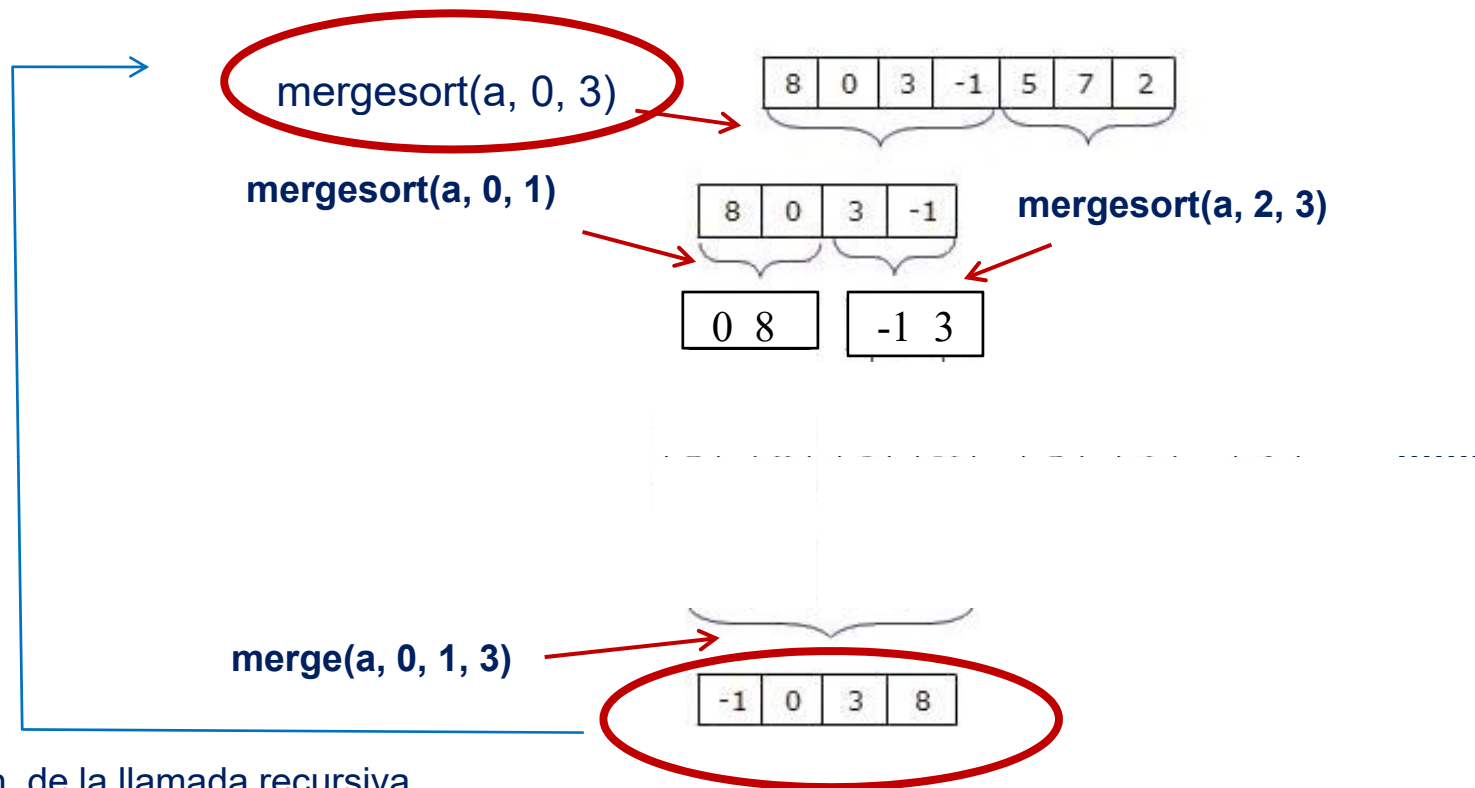 mergesort(a, 0, 3)
8 0 3 -1 5 7 2
mergesort(a, 0, 1)
8 0 3 -1
mergesort(a, 2, 3)
0 8
-1 3
merge(a, 0, 1, 3)
-1 0 3 8
de la llamada recursiva